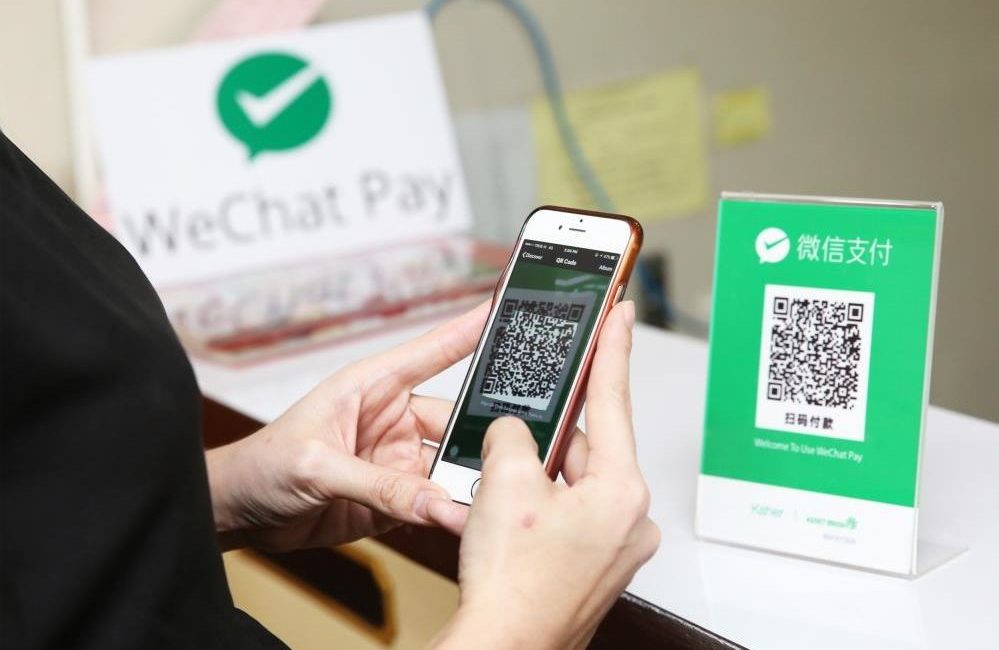 WeChat Pay
Discover
QR Code
Album
微信支付
扫码付款
Welcome To Use WeChat Pay
Ksher